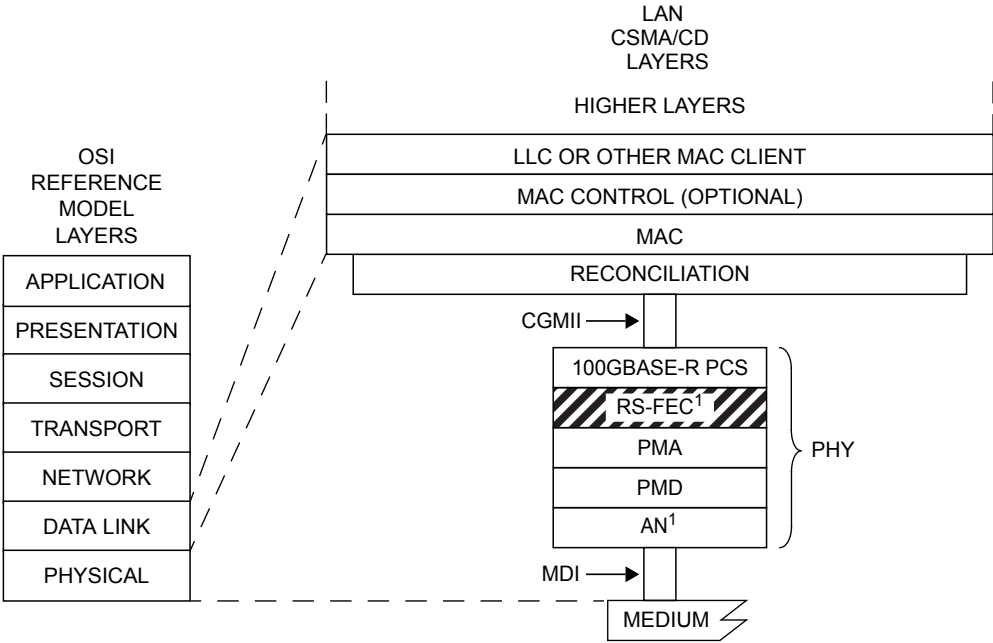 LAN
CSMA/CD
LAYERS
HIGHER LAYERS
OSI
REFERENCE
MODEL
LAYERS
LLC OR OTHER MAC CLIENT
MAC CONTROL (OPTIONAL)
MAC
RECONCILIATION
APPLICATION
PRESENTATION
SESSION
TRANSPORT
NETWORK
DATA LINK
PHYSICAL
CGMII
100GBASE-R PCS
RS-FEC1
PMA
PMD
AN1
PHY
MDI
MEDIUM